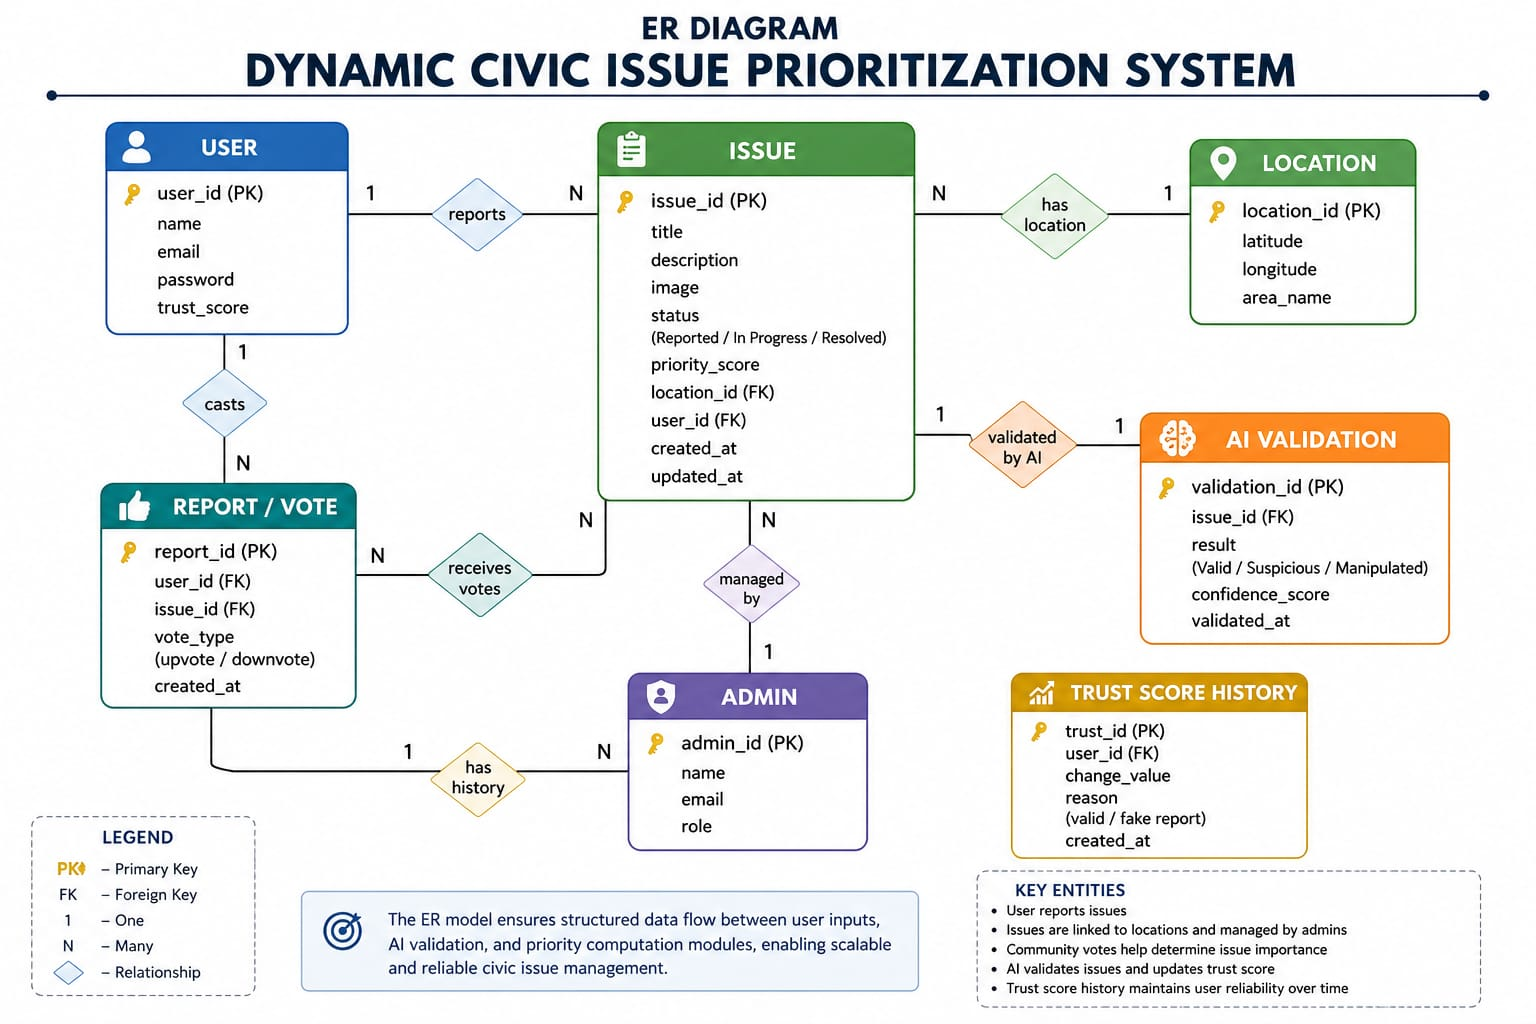 ER DIAGRAM
DYNAMIC CIVIC ISSUE PRIORITIZATION SYSTEM
USER
user_id (PK)
name
email
password
trust_score
1
reports
N
ISSUE
issue_id (PK)
title
description
image
status
(Reported / In Progress / Resolved)
priority_score
location_id (FK)
user_id (FK)
created_at
updated_at
N
has
location
1
LOCATION
location_id (PK)
latitude
longitude
area_name
1
casts
N
1
validated
by AI
1
AI VALIDATION
validation_id (PK)
issue_id (FK)
result
(Valid / Suspicious / Manipulated)
confidence_score
validated_at
REPORT / VOTE
report_id (PK)
user_id (FK)
issue_id (FK)
vote_type
(upvote / downvote)
created_at
N
receives
votes
N
N
managed
by
1
ADMIN
admin_id (PK)
name
email
role
1
has
history
N
TRUST SCORE HISTORY
trust_id (PK)
user_id (FK)
change_value
reason
(valid / fake report)
created_at
LEGEND
PK – Primary Key
FK – Foreign Key
1 – One
N – Many
– Relationship
The ER model ensures structured data flow between user inputs,
AI validation, and priority computation modules, enabling scalable
and reliable civic issue management.
KEY ENTITIES
• User reports issues
• Issues are linked to locations and managed by admins
• Community votes help determine issue importance
• AI validates issues and updates trust score
• Trust score history maintains user reliability over time